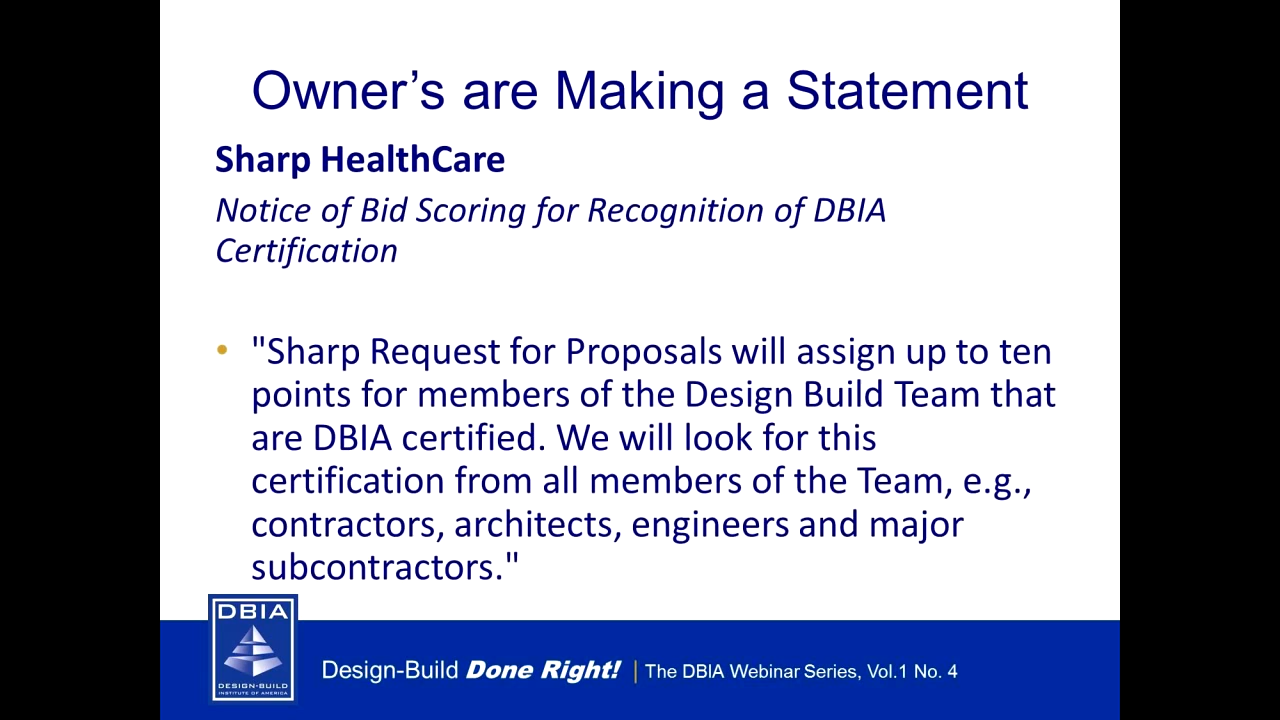 Owner’s are Making a Statement
Sharp HealthCare
Notice of Bid Scoring for Recognition of DBIA
Certification
• "Sharp Request for Proposals will assign up to ten
points for members of the Design Build Team that
are DBIA certified. We will look for this
certification from all members of the Team, e.g.,
contractors, architects, engineers and major
subcontractors."
DBIA
DESIGN-BUILD
INSTITUTE OF AMERICA
Design-Build Done Right! | The DBIA Webinar Series, Vol.1 No. 4